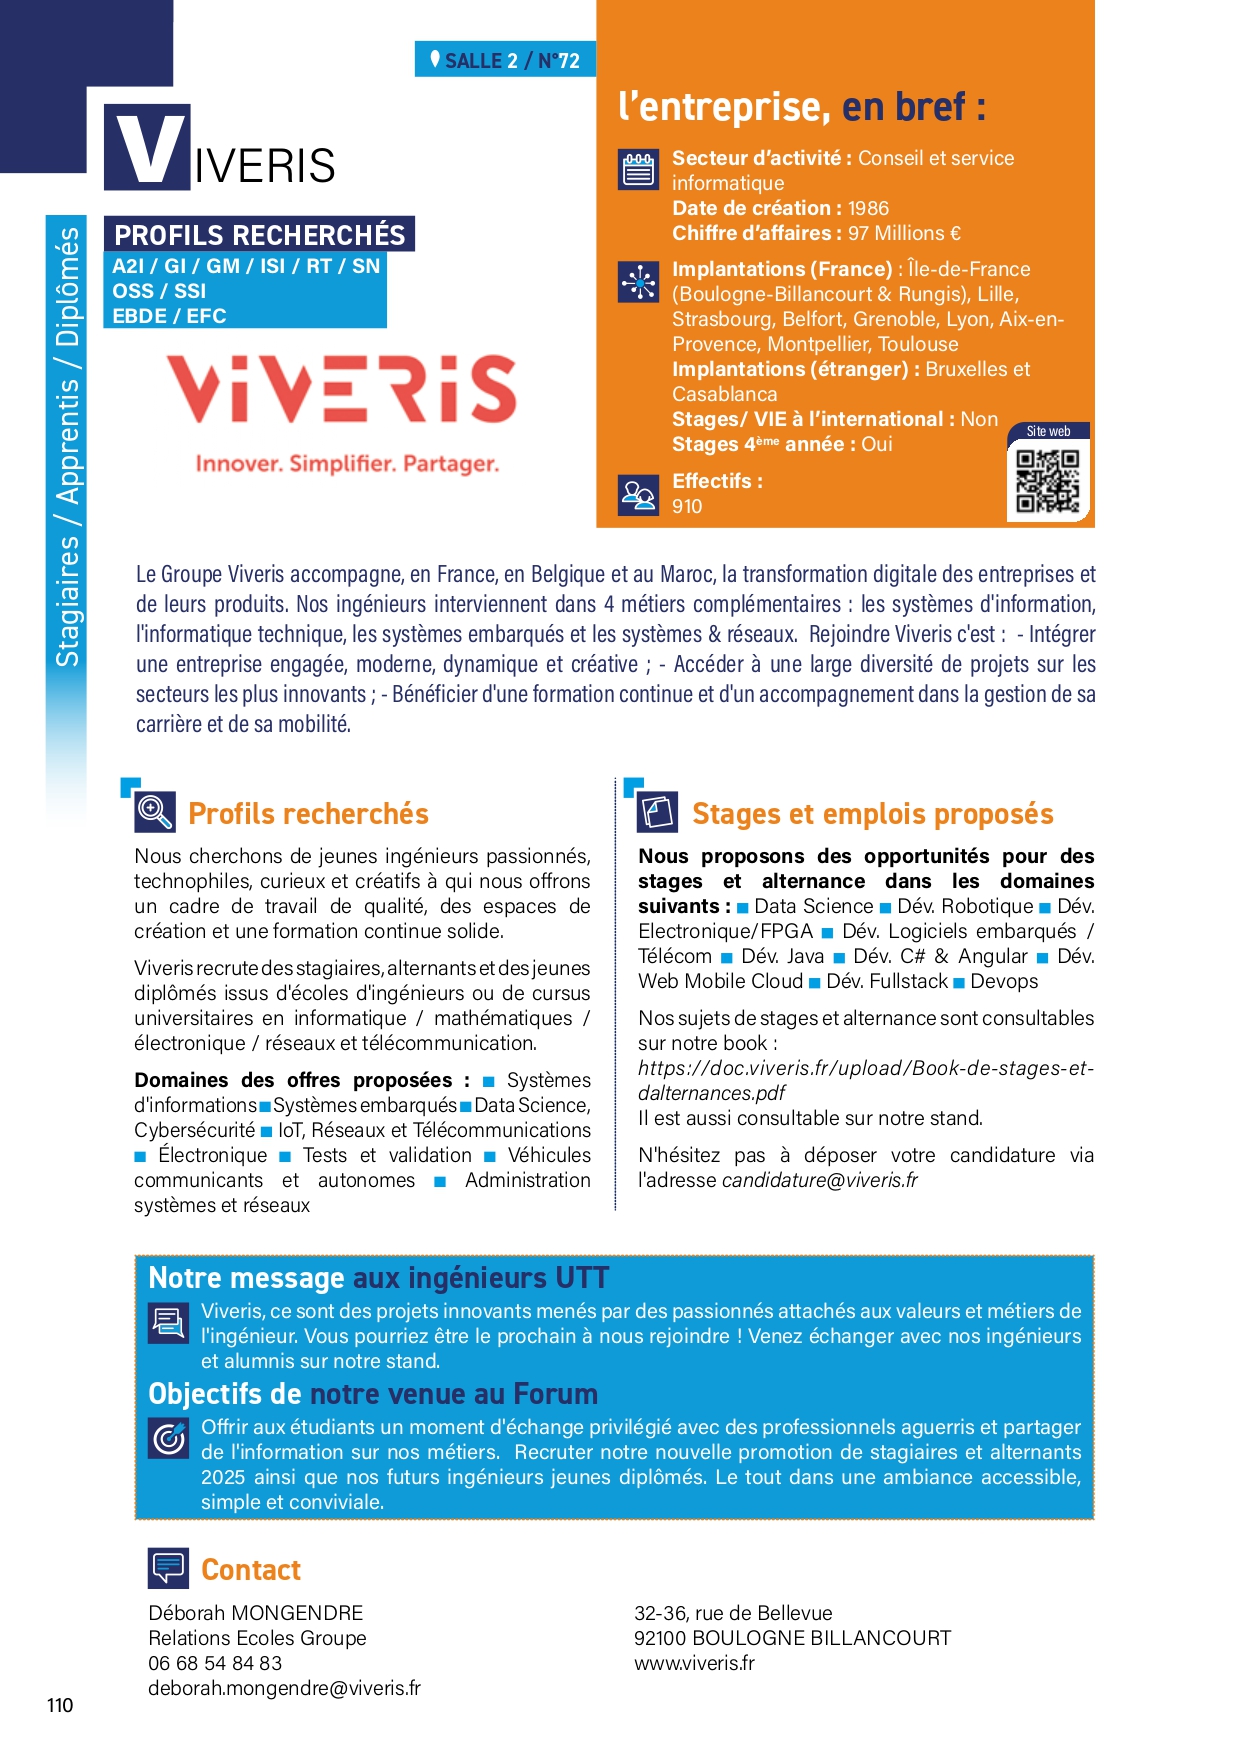 SALLE 2 / N°72
VIVERIS
Stagiaires / Apprentis / Diplômés
PROFILS RECHERCHÉS
A2I / GI / GM / ISI / RT / SN
OSS / SSI
EBDE / EFC
ViVERiS
Innover. Simplifier. Partager.
l'entreprise, en bref :
Secteur d'activité : Conseil et service
informatique
Date de création : 1986
Chiffre d'affaires : 97 Millions €
Implantations (France) : Île-de-France
(Boulogne-Billancourt & Rungis), Lille,
Strasbourg, Belfort, Grenoble, Lyon, Aix-en-
Provence, Montpellier, Toulouse
Implantations (étranger) : Bruxelles et
Casablanca
Stages/ VIE à l'international : Non
Stages 4ème année : Oui
Site web
Effectifs :
910
Le Groupe Viveris accompagne, en France, en Belgique et au Maroc, la transformation digitale des entreprises et
de leurs produits. Nos ingénieurs interviennent dans 4 métiers complémentaires : les systèmes d'information,
l'informatique technique, les systèmes embarqués et les systèmes & réseaux. Rejoindre Viveris c'est : - Intégrer
une entreprise engagée, moderne, dynamique et créative ; - Accéder à une large diversité de projets sur les
secteurs les plus innovants ; - Bénéficier d'une formation continue et d'un accompagnement dans la gestion de sa
carrière et de sa mobilité.
Profils recherchés
Nous cherchons de jeunes ingénieurs passionnés,
technophiles, curieux et créatifs à qui nous offrons
un cadre de travail de qualité, des espaces de
création et une formation continue solide.
Viveris recrute des stagiaires, alternants et des jeunes
diplômés issus d'écoles d'ingénieurs ou de cursus
universitaires en informatique / mathématiques /
électronique / réseaux et télécommunication.
Domaines des offres proposées : ■ Systèmes
d'informations ■ Systèmes embarqués ■ Data Science,
Cybersécurité ■ IoT, Réseaux et Télécommunications
■ Électronique ■ Tests et validation ■ Véhicules
communicants et autonomes ■ Administration
systèmes et réseaux
Stages et emplois proposés
Nous proposons des opportunités pour des
stages et alternance dans les domaines
suivants : ■ Data Science ■ Dév. Robotique ■ Dév.
Electronique/FPGA ■ Dév. Logiciels embarqués /
Télécom ■ Dév. Java ■ Dév. C# & Angular ■ Dév.
Web Mobile Cloud ■ Dév. Fullstack ■ Devops
Nos sujets de stages et alternance sont consultables
sur notre book :
https://doc.viveris.fr/upload/Book-de-stages-et-
dalternances.pdf
Il est aussi consultable sur notre stand.
N'hésitez pas à déposer votre candidature via
l'adresse candidature@viveris.fr
Notre message aux ingénieurs UTT
Viveris, ce sont des projets innovants menés par des passionnés attachés aux valeurs et métiers de
l'ingénieur. Vous pourriez être le prochain à nous rejoindre ! Venez échanger avec nos ingénieurs
et alumnis sur notre stand.
Objectifs de notre venue au Forum
Offrir aux étudiants un moment d'échange privilégié avec des professionnels aguerris et partager
de l'information sur nos métiers. Recruter notre nouvelle promotion de stagiaires et alternants
2025 ainsi que nos futurs ingénieurs jeunes diplômés. Le tout dans une ambiance accessible,
simple et conviviale.
Contact
Déborah MONGENDRE
Relations Ecoles Groupe
06 68 54 84 83
deborah.mongendre@viveris.fr
32-36, rue de Bellevue
92100 BOULOGNE BILLANCOURT
www.viveris.fr
110